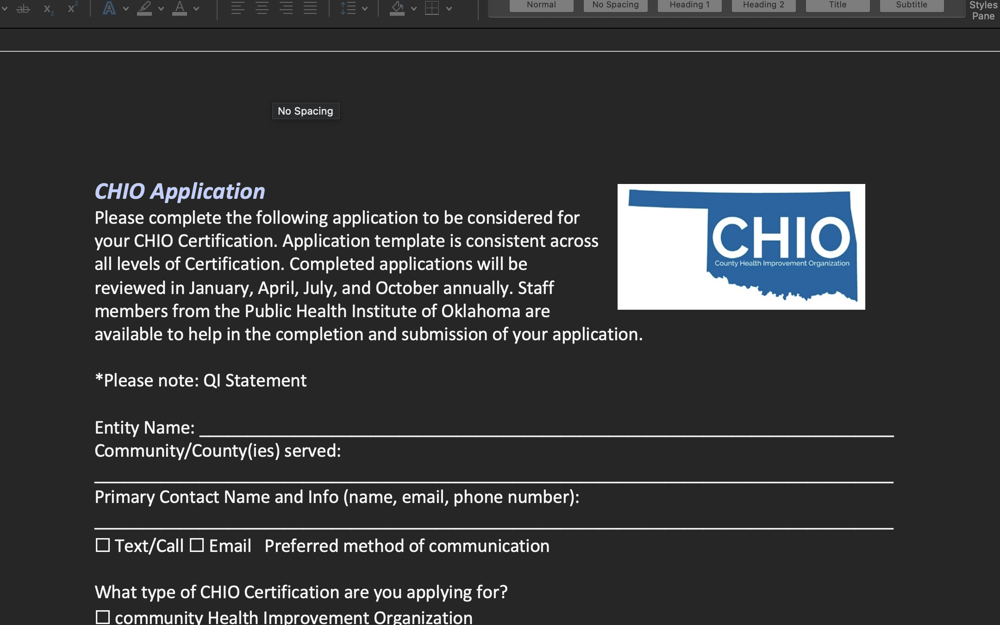 ab x₂ x² A A Normal No Spacing Heading 1 Heading 2 Title Subtitle Styles
Pane
No Spacing
CHIO Application
Please complete the following application to be considered for
your CHIO Certification. Application template is consistent across
all levels of Certification. Completed applications will be
reviewed in January, April, July, and October annually. Staff
members from the Public Health Institute of Oklahoma are
available to help in the completion and submission of your application.
CHIO
County Health Improvement Organization
*Please note: QI Statement
Entity Name:
Community/County(ies) served:
Primary Contact Name and Info (name, email, phone number):
☐ Text/Call ☐ Email Preferred method of communication
What type of CHIO Certification are you applying for?
☐ community Health Improvement Organization